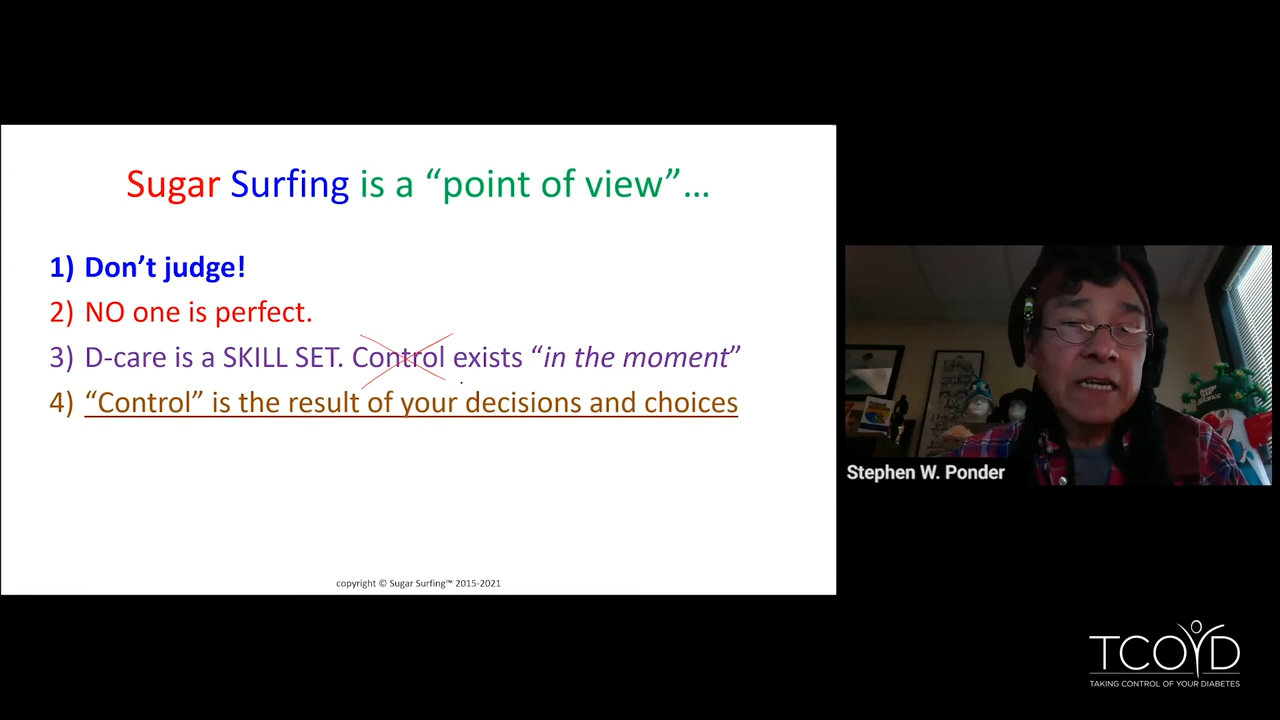 Sugar Surfing is a “point of view”…
1) Don’t judge!
2) NO one is perfect.
3) D-care is a SKILL SET. Control exists “in the moment”
4) “Control” is the result of your decisions and choices
copyright © Sugar Surfing™ 2015-2021
Stephen W. Ponder
TCOYD
TAKING CONTROL OF YOUR DIABETES